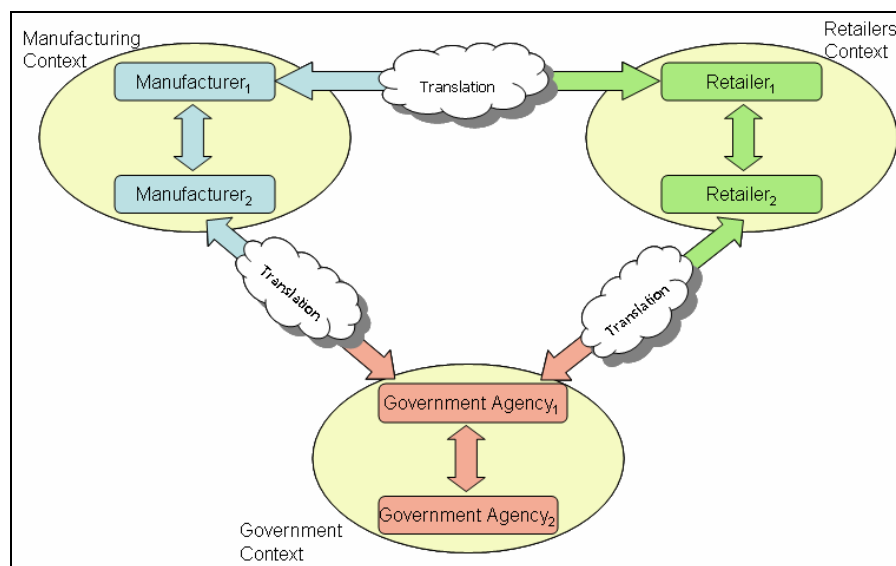 Manufacturing
Context
Retailers
Context
Manufacturer₁
Translation
Retailer₁
Manufacturer₂
Retailer₂
Translation
Translation
Government Agency₁
Government Agency₂
Government
Context